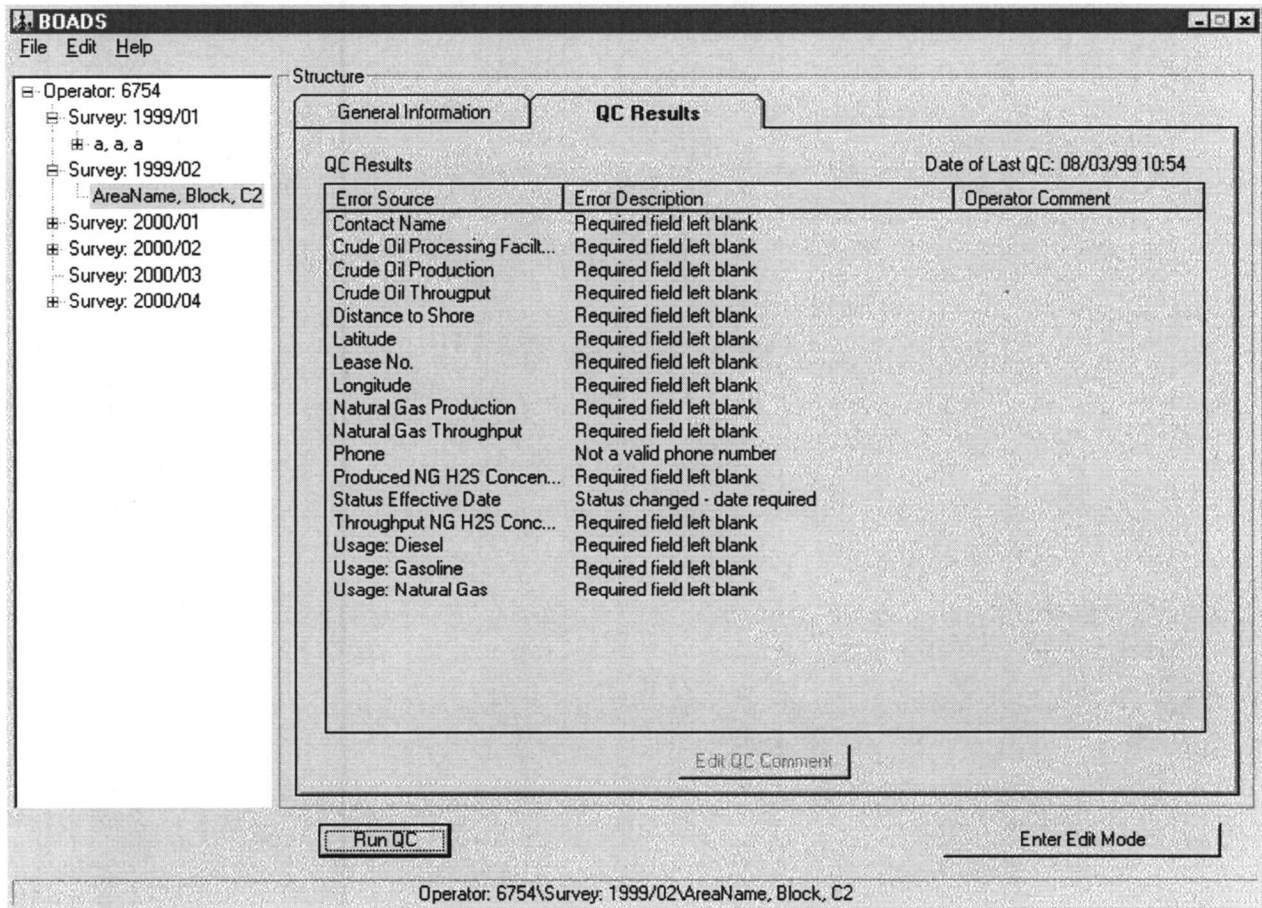 BOADS
File Edit Help
Operator: 6754
Survey: 1999/01
a, a, a
Survey: 1999/02
AreaName, Block, C2
Survey: 2000/01
Survey: 2000/02
Survey: 2000/03
Survey: 2000/04
Structure
General Information QC Results
QC Results Date of Last QC: 08/03/99 10:54
Error Source Error Description Operator Comment
Contact Name Required field left blank
Crude Oil Processing Facilt... Required field left blank
Crude Oil Production Required field left blank
Crude Oil Througput Required field left blank
Distance to Shore Required field left blank
Latitude Required field left blank
Lease No. Required field left blank
Longitude Required field left blank
Natural Gas Production Required field left blank
Natural Gas Throughput Required field left blank
Phone Not a valid phone number
Produced NG H2S Concen... Required field left blank
Status Effective Date Status changed - date required
Throughput NG H2S Conc... Required field left blank
Usage: Diesel Required field left blank
Usage: Gasoline Required field left blank
Usage: Natural Gas Required field left blank
Edit QC Comment
Run QC Enter Edit Mode
Operator: 6754\Survey: 1999/02\AreaName, Block, C2